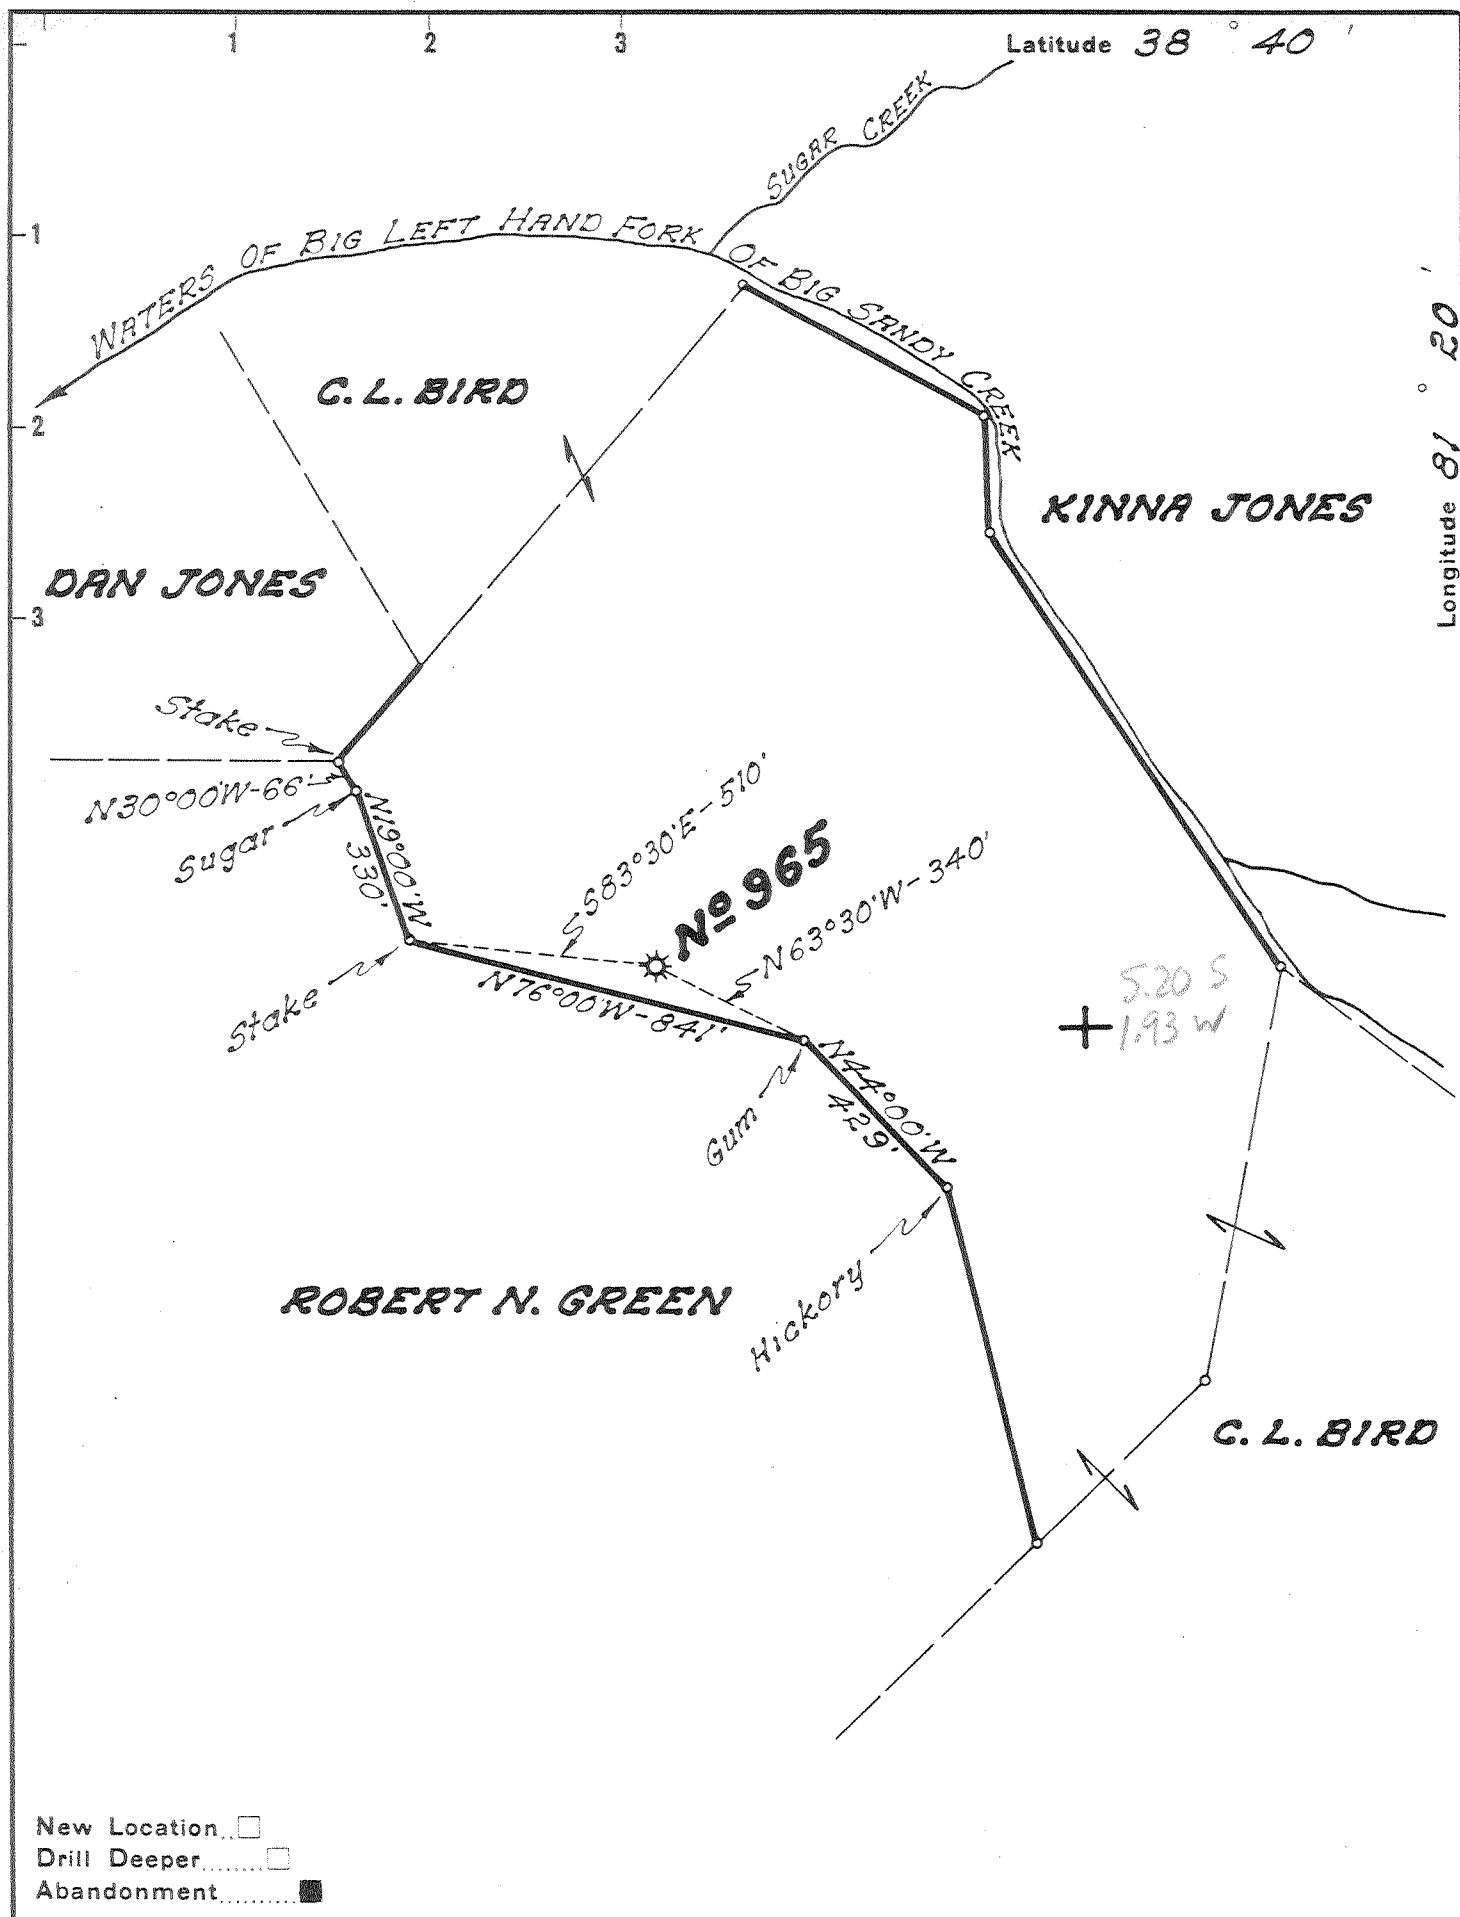 1 2 3
Latitude 38° 40'
SUGAR CREEK
1
WATERS OF BIG LEFT HAND FORK OF BIG SANDY CREEK
Longitude 81° 20'
C. L. BIRD
2
KINNA JONES
DAN JONES
3
Stake
N30°00'W-66'
Sugar
N19°00'W
330'
S83°30'E-510'
Nº 965
N63°30'W-340'
Stake
N76°00'W-841'
5.20 S
1.93 W
Gum
N44°00'W
429'
Hickory
ROBERT N. GREEN
C. L. BIRD
New Location..
Drill Deeper.......
Abandonment.........